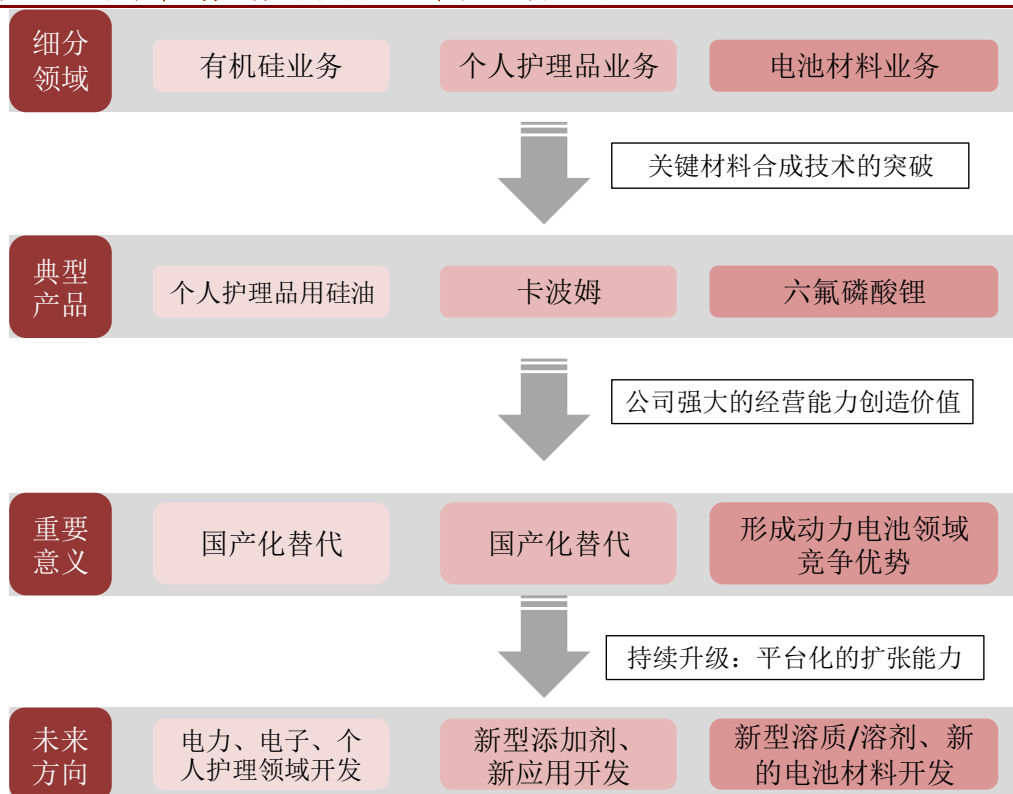 细分
领域
有机硅业务
个人护理品业务
电池材料业务
关键材料合成技术的突破
典型
产品
个人护理品用硅油
卡波姆
六氟磷酸锂
公司强大的经营能力创造价值
重要
意义
国产化替代
国产化替代
形成动力电池领域
竞争优势
持续升级：平台化的扩张能力
未来
方向
电力、电子、个
人护理领域开发
新型添加剂、
新应用开发
新型溶质/溶剂、新
的电池材料开发